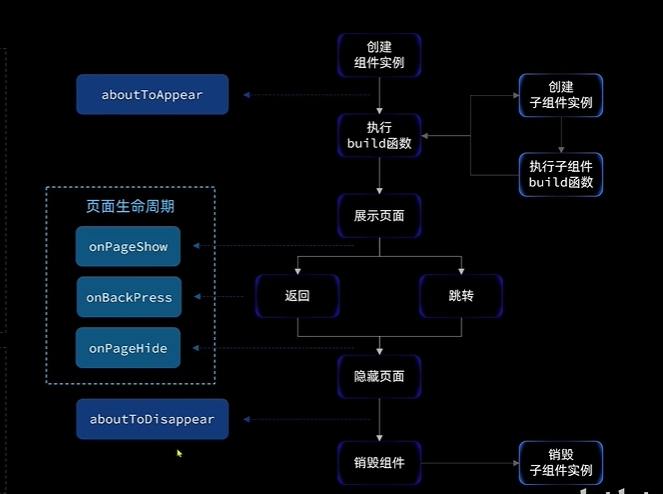 创建
组件实例
aboutToAppear
创建
子组件实例
执行
build函数
执行子组件
build函数
页面生命周期
展示页面
onPageShow
onBackPress
返回
跳转
onPageHide
隐藏页面
aboutToDisappear
销毁组件
销毁
子组件实例